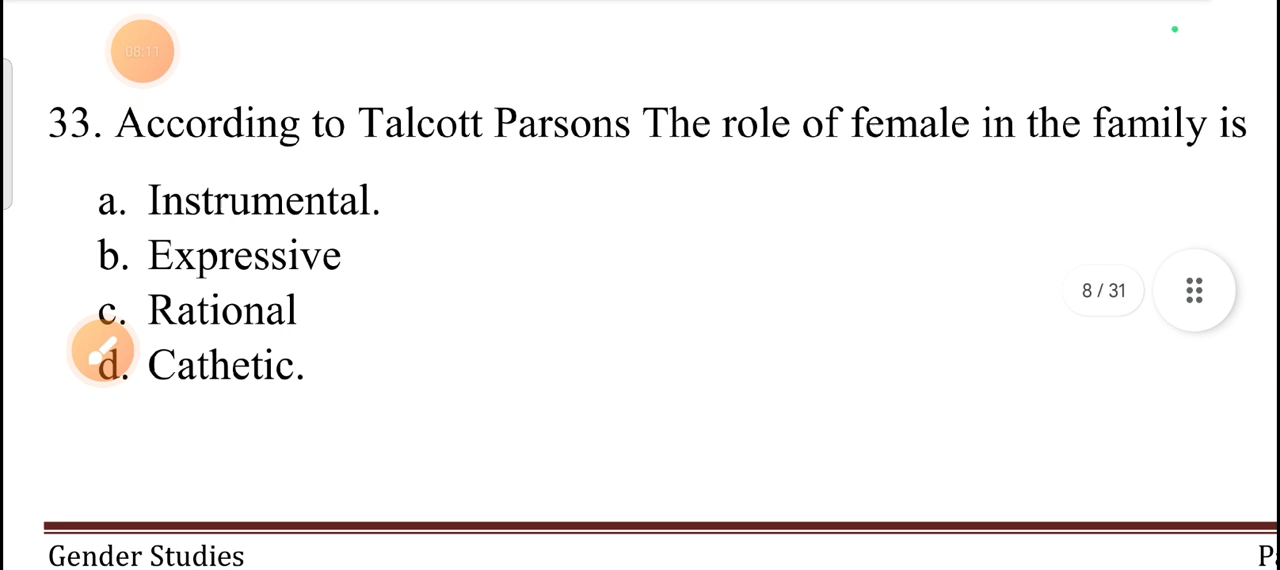 08:11
33. According to Talcott Parsons The role of female in the family is
a. Instrumental.
b. Expressive
c. Rational
d. Cathetic.
8 / 31
Gender Studies